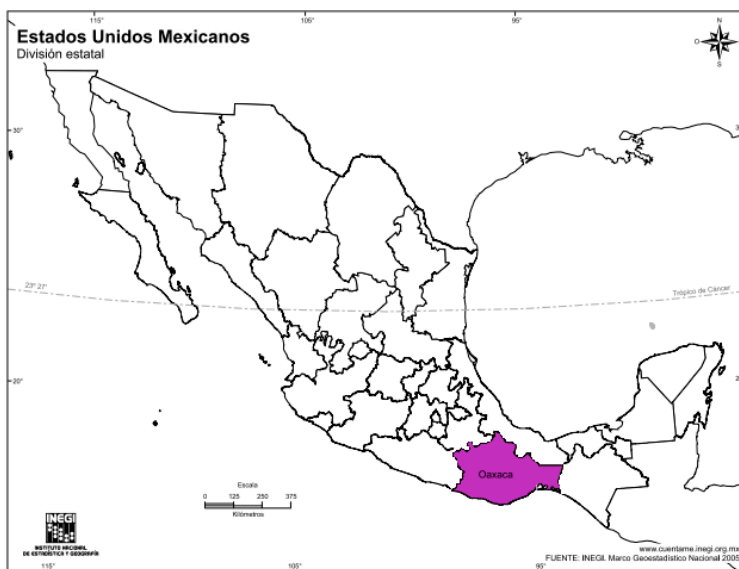 115°
105°
95°
Estados Unidos Mexicanos
División estatal
N
O
E
S
30°
3
23° 27'
Trópico de Cáncer
20°
2
Oaxaca
Escala
0 125 250 375
Kilómetros
INEGI
INSTITUTO NACIONAL
DE ESTADÍSTICA Y GEOGRAFÍA
www.cuentame.inegi.org.mx
FUENTE: INEGI. Marco Geoestadístico Nacional 2005
115°
105°
95°